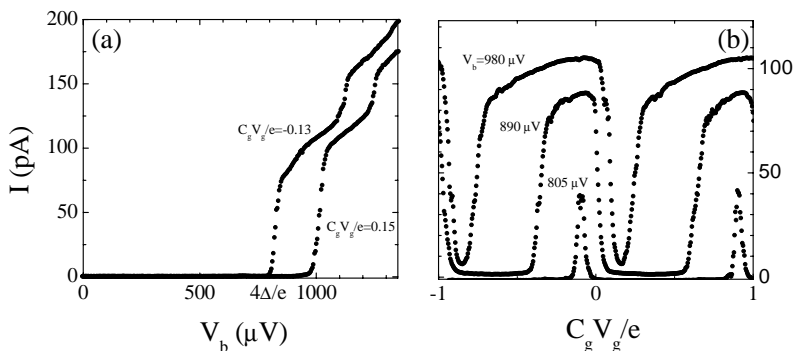 (a)
200
150
100
50
0
I (pA)
C_gV_g/e=-0.13
C_gV_g/e=0.15
0
500
4Δ/e
1000
V_b (μV)
(b)
V_b=980 μV
890 μV
805 μV
100
50
0
-1
0
1
C_gV_g/e